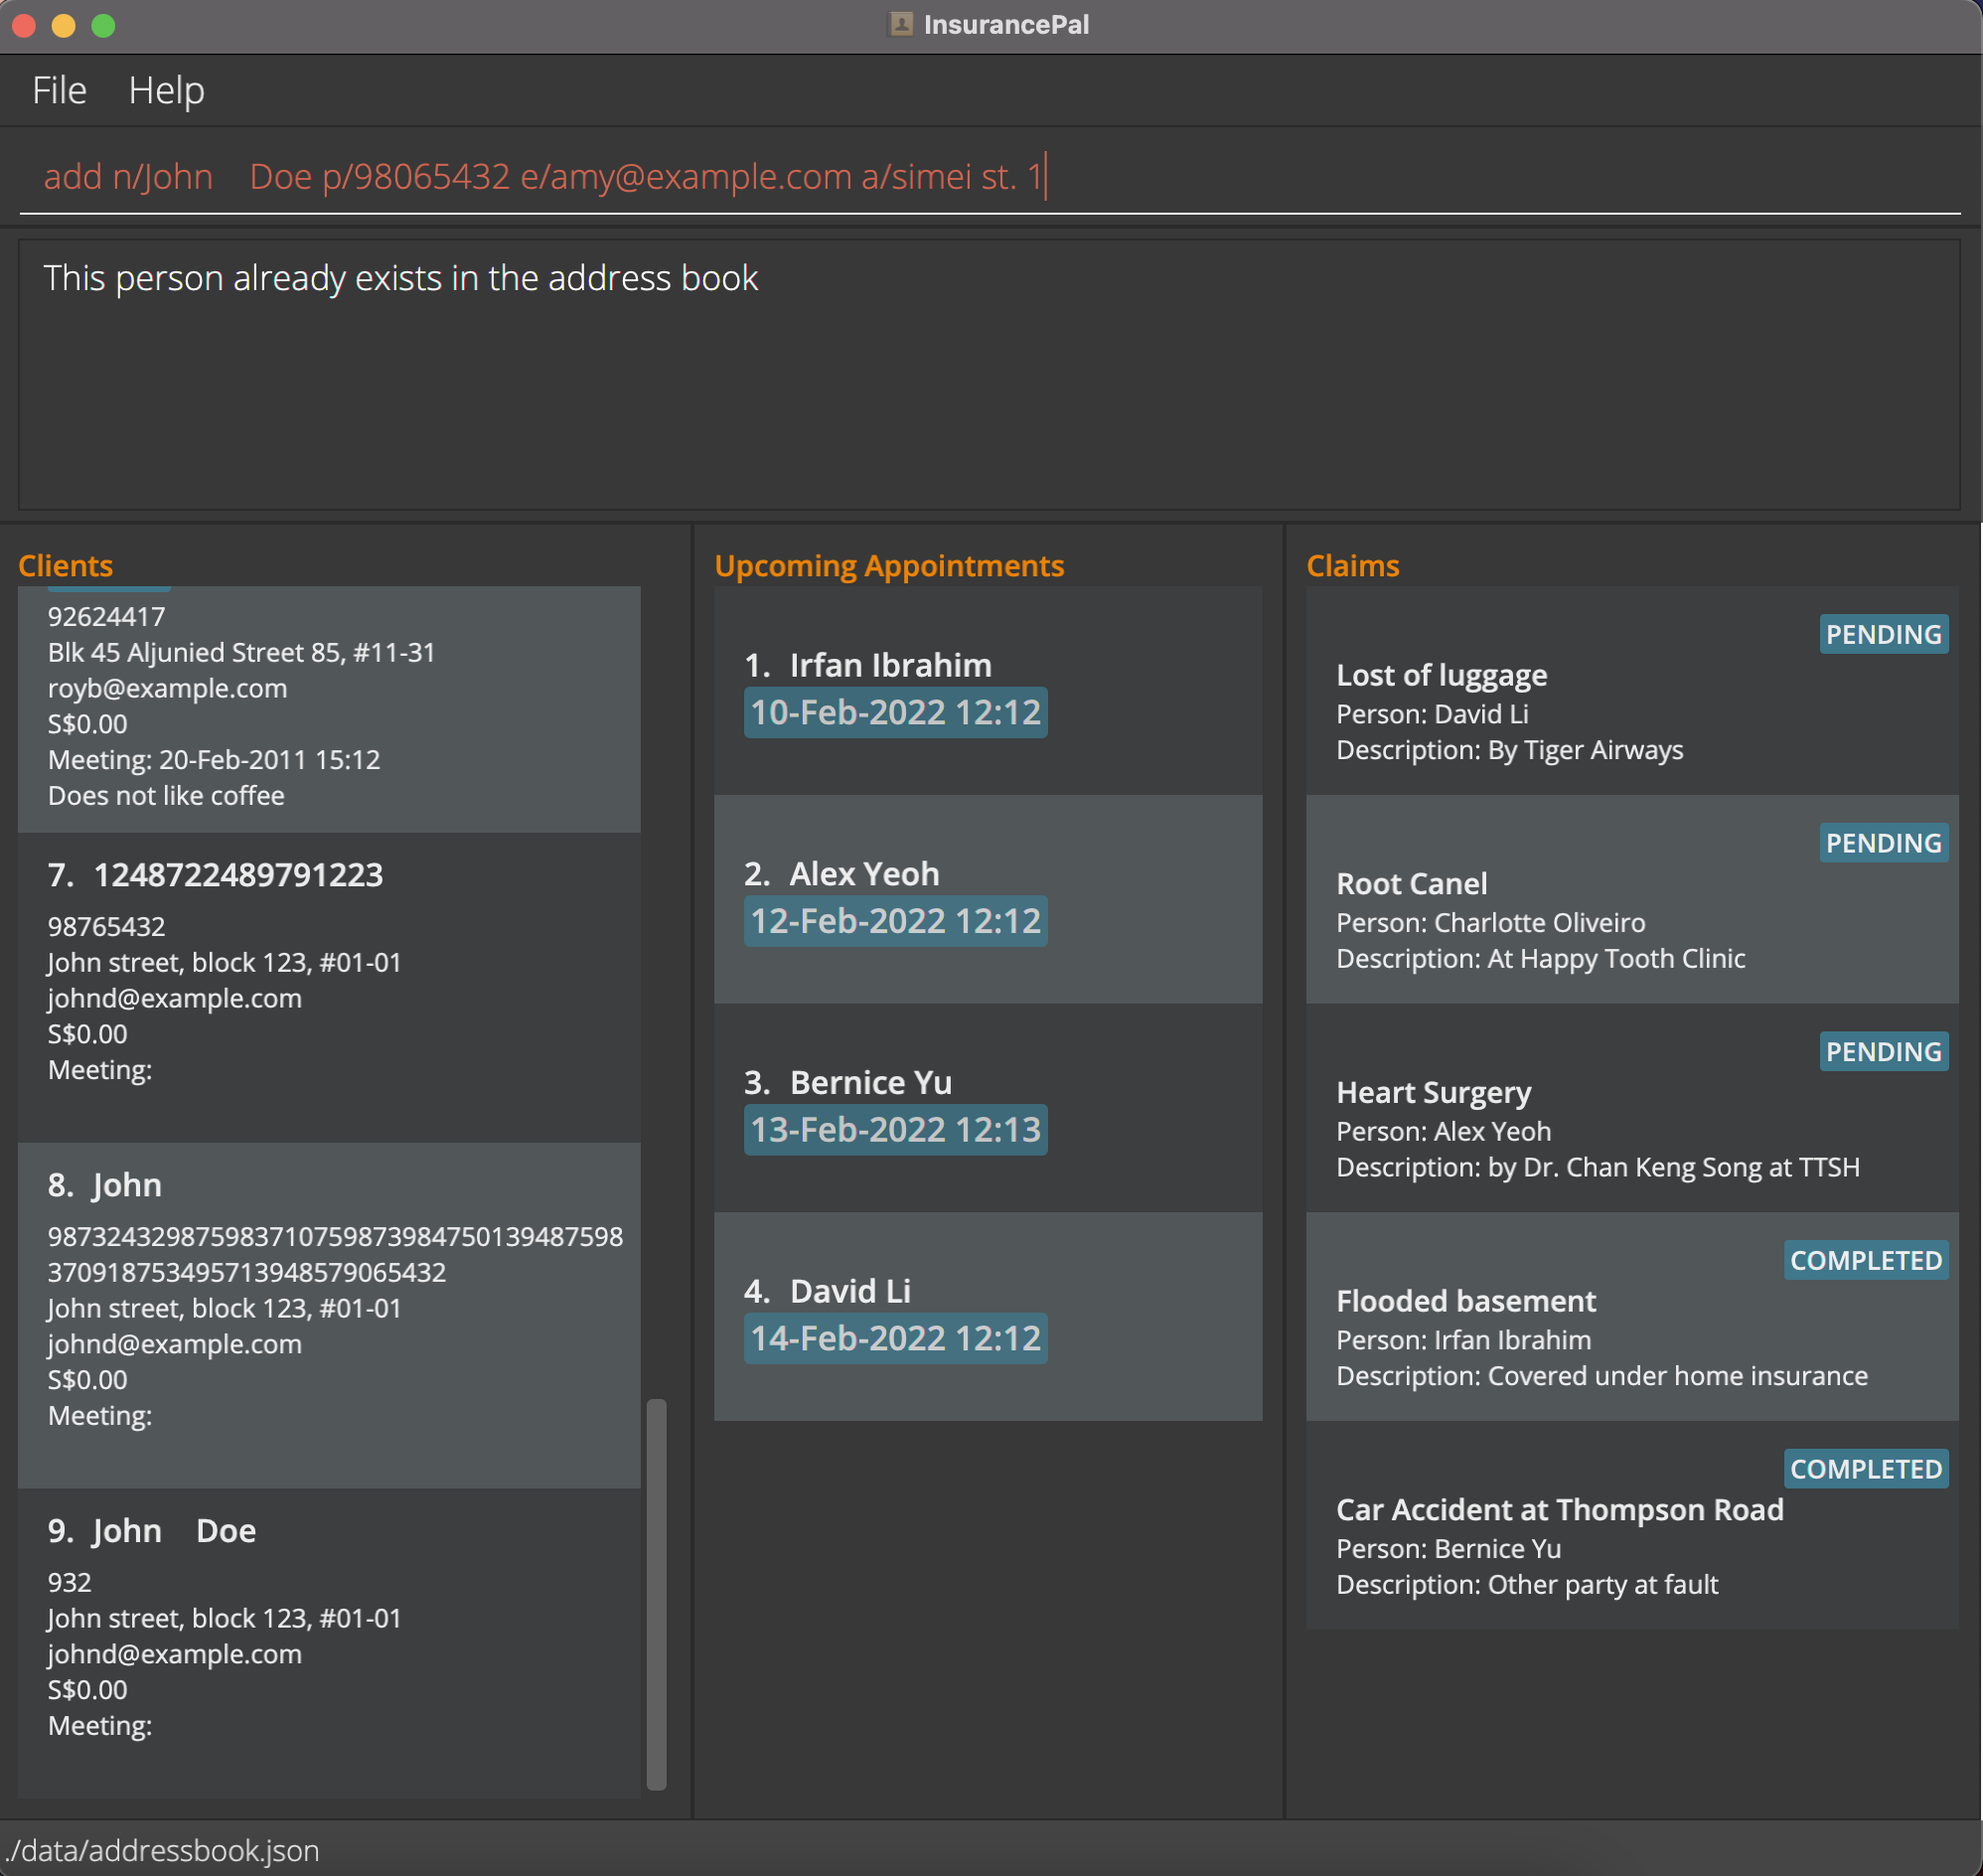 InsurancePal
File Help
add n/John    Doe p/98065432 e/amy@example.com a/simei st. 1
This person already exists in the address book
Clients
92624417
Blk 45 Aljunied Street 85, #11-31
royb@example.com
S$0.00
Meeting: 20-Feb-2011 15:12
Does not like coffee
7.1248722489791223
98765432
John street, block 123, #01-01
johnd@example.com
S$0.00
Meeting:
8. John
98732432987598371075987398475013948759​8
370918753495713948579065432
John street, block 123, #01-01
johnd@example.com
S$0.00
Meeting:
9. John    Doe
932
John street, block 123, #01-01
johnd@example.com
S$0.00
Meeting:
Upcoming Appointments
1. Irfan Ibrahim
10-Feb-2022 12:12
2. Alex Yeoh
12-Feb-2022 12:12
3. Bernice Yu
13-Feb-2022 12:13
4. David Li
14-Feb-2022 12:12
Claims
PENDING
Lost of luggage
Person: David Li
Description: By Tiger Airways
PENDING
Root Canel
Person: Charlotte Oliveiro
Description: At Happy Tooth Clinic
PENDING
Heart Surgery
Person: Alex Yeoh
Description: by Dr. Chan Keng Song at TTSH
COMPLETED
Flooded basement
Person: Irfan Ibrahim
Description: Covered under home insurance
COMPLETED
Car Accident at Thompson Road
Person: Bernice Yu
Description: Other party at fault
./data/addressbook.json